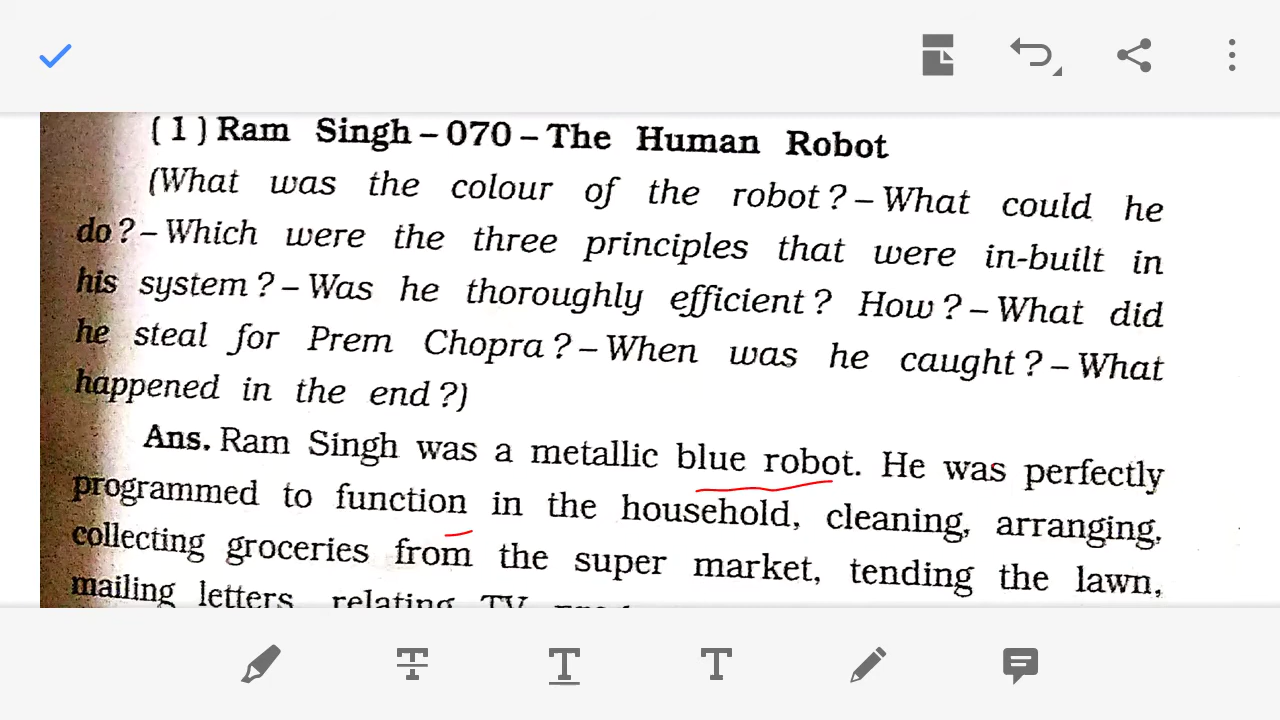 (1) Ram Singh – 070 – The Human Robot
(What was the colour of the robot? – What could he
do? – Which were the three principles that were in-built in
his system? – Was he thoroughly efficient? How? – What did
he steal for Prem Chopra? – When was he caught? – What
happened in the end?)
Ans. Ram Singh was a metallic blue robot. He was perfectly
programmed to function in the household, cleaning, arranging,
collecting groceries from the super market, tending the lawn,
mailing letters, relating TV